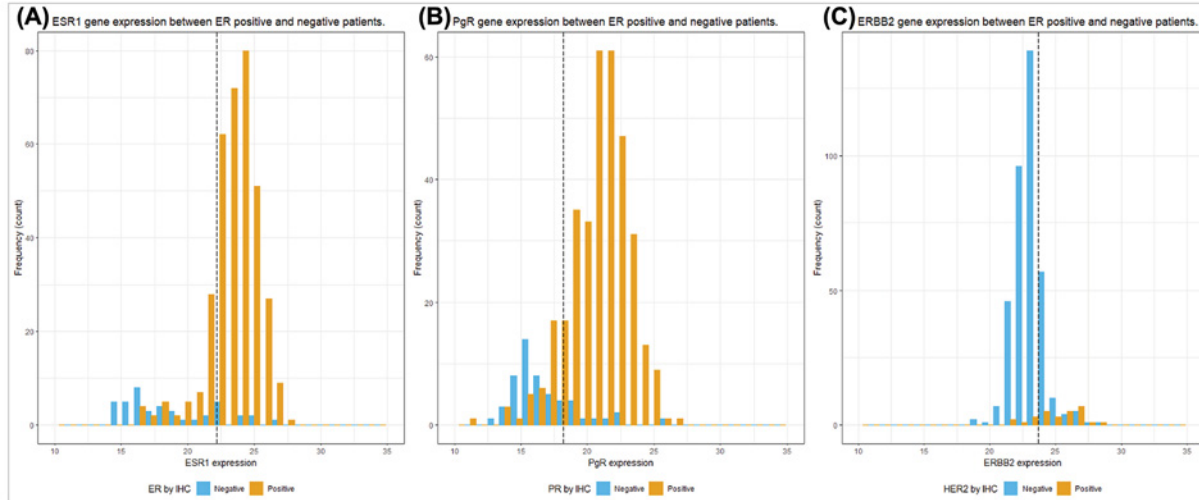 (A) ESR1 gene expression between ER positive and negative patients.
80
60
40
20
0
Frequency (count)
10 15 20 25 30 35
ESR1 expression
ER by IHC Negative Positive
(B) PgR gene expression between ER positive and negative patients.
60
40
20
0
Frequency (count)
10 15 20 25 30 35
PgR expression
PR by IHC Negative Positive
(C) ERBB2 gene expression between ER positive and negative patients.
100
50
0
Frequency (count)
10 15 20 25 30 35
ERBB2 expression
HER2 by IHC Negative Positive